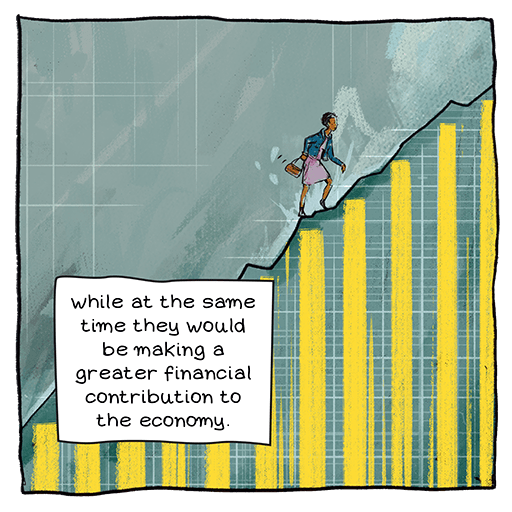 while at the same
time they would
be making a
greater financial
contribution to
the economy.